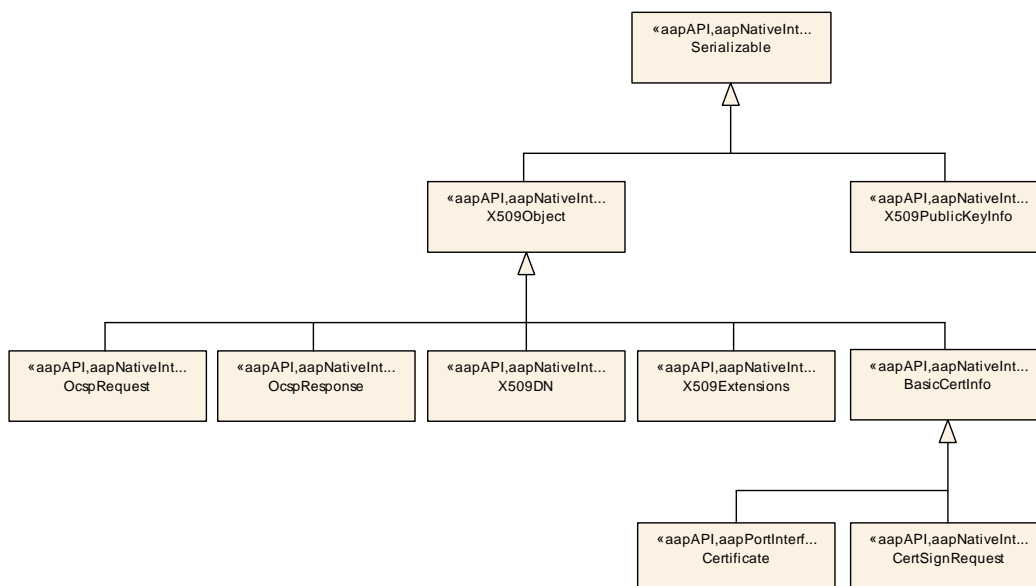 «aapAPI,aapNativeInt...
Serializable
«aapAPI,aapNativeInt...
X509Object
«aapAPI,aapNativeInt...
X509PublicKeyInfo
«aapAPI,aapNativeInt...
OcspRequest
«aapAPI,aapNativeInt...
OcspResponse
«aapAPI,aapNativeInt...
X509DN
«aapAPI,aapNativeInt...
X509Extensions
«aapAPI,aapNativeInt...
BasicCertInfo
«aapAPI,aapPortInterf...
Certificate
«aapAPI,aapNativeInt...
CertSignRequest